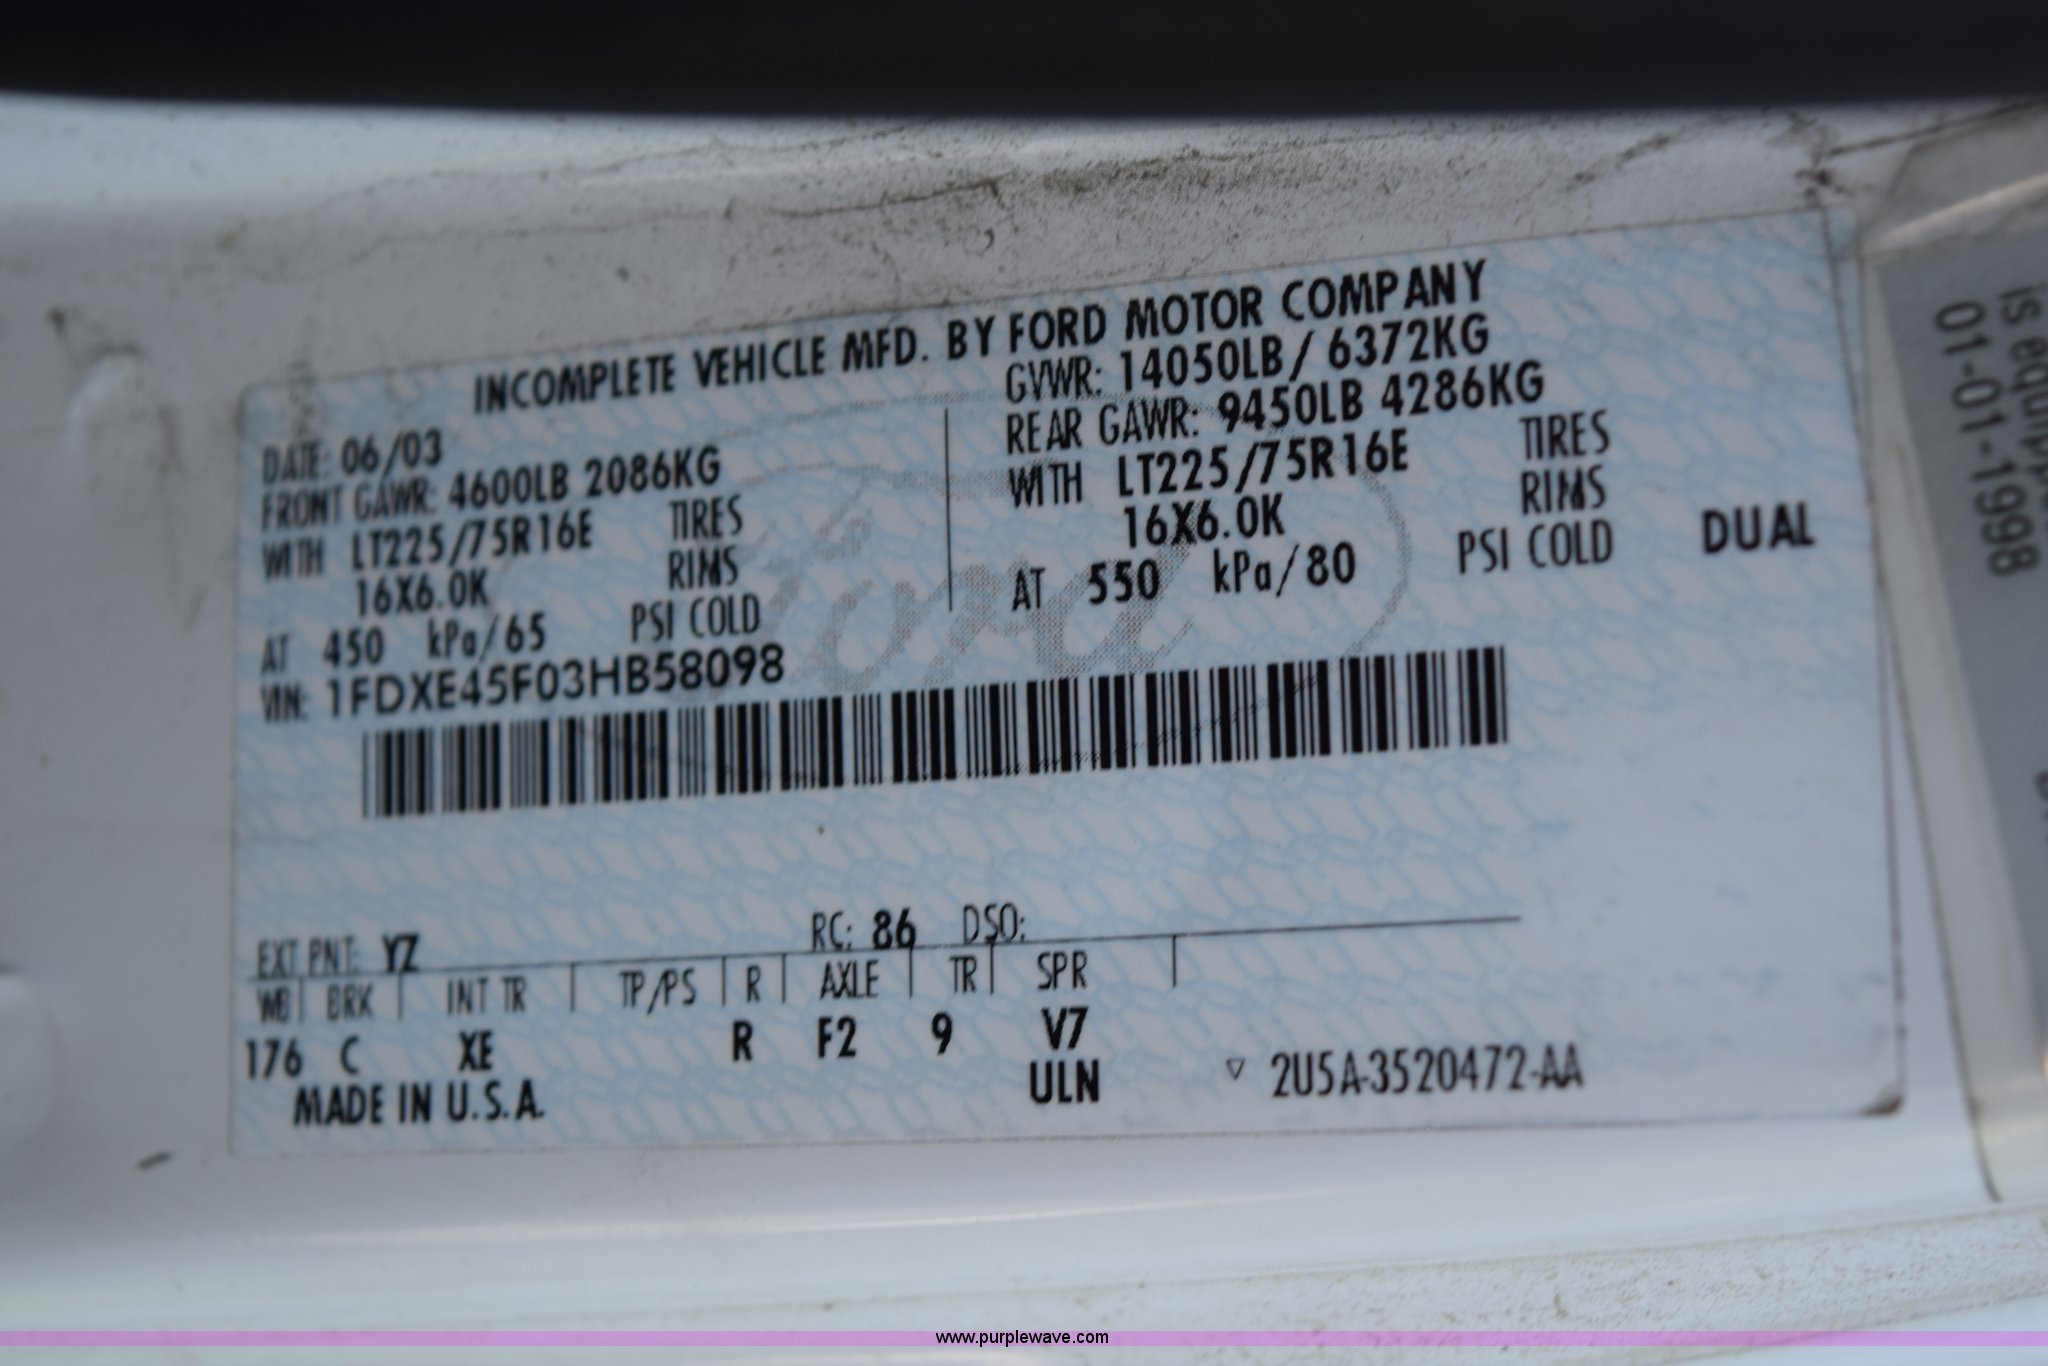 INCOMPLETE VEHICLE MFD. BY FORD MOTOR COMPANY
DATE: 06/03
GVWR: 14050LB / 6372KG
FRONT GAWR: 4600LB 2086KG
REAR GAWR: 9450LB 4286KG
WITH LT225/75R16E TIRES
WITH LT225/75R16E TIRES
16X6.0K RIMS
16X6.0K RIMS
AT 450 kPa/65 PSI COLD
AT 550 kPa/80 PSI COLD DUAL
VIN: 1FDXE45F03HB58098
EXT PNT: YZ RC: 86 DSO:
WB BRK INT TR TP/PS R AXLE TR SPR
176 C XE R F2 9 V7
MADE IN U.S.A. ULN ▽ 2U5A-3520472-AA
is
01-01-1998
www.purplewave.com